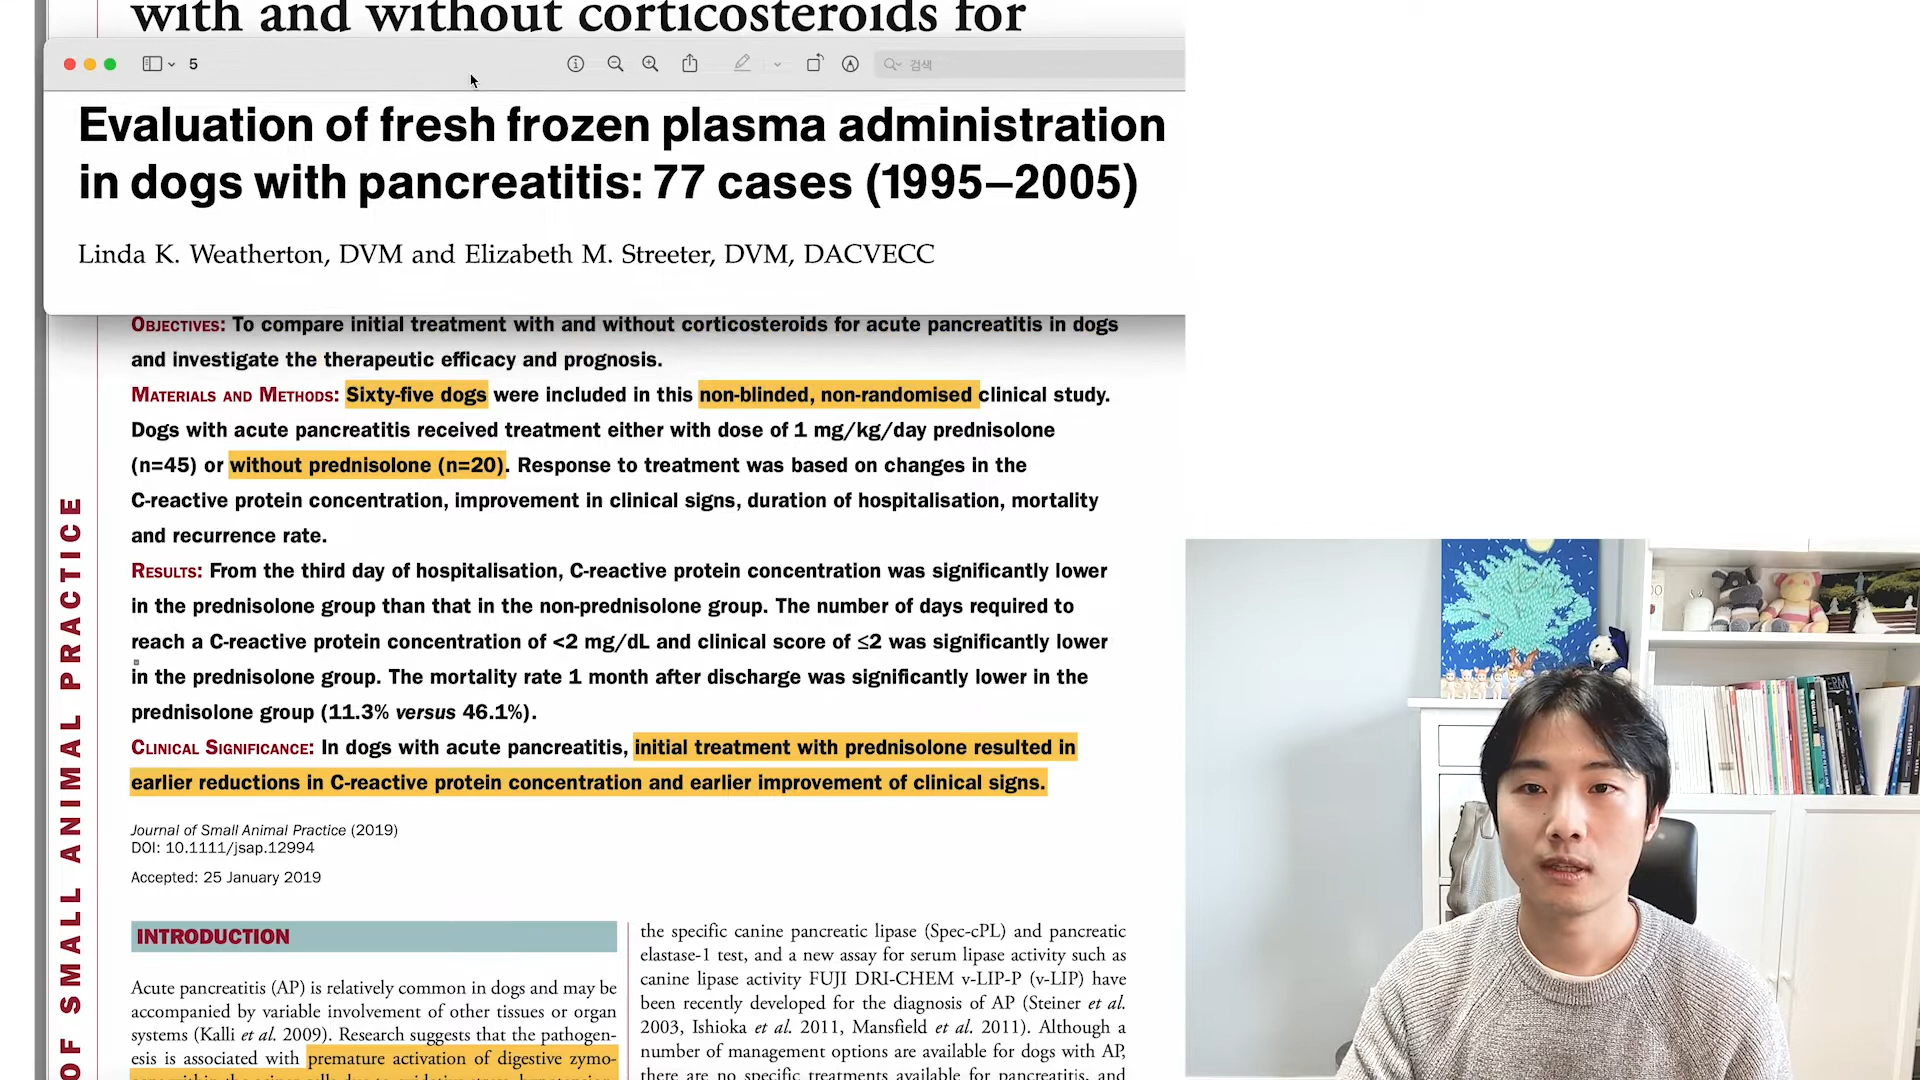 with and without corticosteroids for
5
검색
Evaluation of fresh frozen plasma administration
in dogs with pancreatitis: 77 cases (1995–2005)
Linda K. Weatherton, DVM and Elizabeth M. Streeter, DVM, DACVECC
OBJECTIVES: To compare initial treatment with and without corticosteroids for acute pancreatitis in dogs
and investigate the therapeutic efficacy and prognosis.
MATERIALS AND METHODS: Sixty-five dogs were included in this non-blinded, non-randomised clinical study.
Dogs with acute pancreatitis received treatment either with dose of 1 mg/kg/day prednisolone
(n=45) or without prednisolone (n=20). Response to treatment was based on changes in the
C-reactive protein concentration, improvement in clinical signs, duration of hospitalisation, mortality
and recurrence rate.
RESULTS: From the third day of hospitalisation, C-reactive protein concentration was significantly lower
in the prednisolone group than that in the non-prednisolone group. The number of days required to
reach a C-reactive protein concentration of <2 mg/dL and clinical score of ≤2 was significantly lower
in the prednisolone group. The mortality rate 1 month after discharge was significantly lower in the
prednisolone group (11.3% versus 46.1%).
CLINICAL SIGNIFICANCE: In dogs with acute pancreatitis, initial treatment with prednisolone resulted in
earlier reductions in C-reactive protein concentration and earlier improvement of clinical signs.
Journal of Small Animal Practice (2019)
DOI: 10.1111/jsap.12994
Accepted: 25 January 2019
OF SMALL ANIMAL PRACTICE
INTRODUCTION
Acute pancreatitis (AP) is relatively common in dogs and may be
accompanied by variable involvement of other tissues or organ
systems (Kalli et al. 2009). Research suggests that the pathogen-
esis is associated with premature activation of digestive zymo-
the specific canine pancreatic lipase (Spec-cPL) and pancreatic
elastase-1 test, and a new assay for serum lipase activity such as
canine lipase activity FUJI DRI-CHEM v-LIP-P (v-LIP) have
been recently developed for the diagnosis of AP (Steiner et al.
2003, Ishioka et al. 2011, Mansfield et al. 2011). Although a
number of management options are available for dogs with AP,
there are no specific treatments available for pancreatitis, and